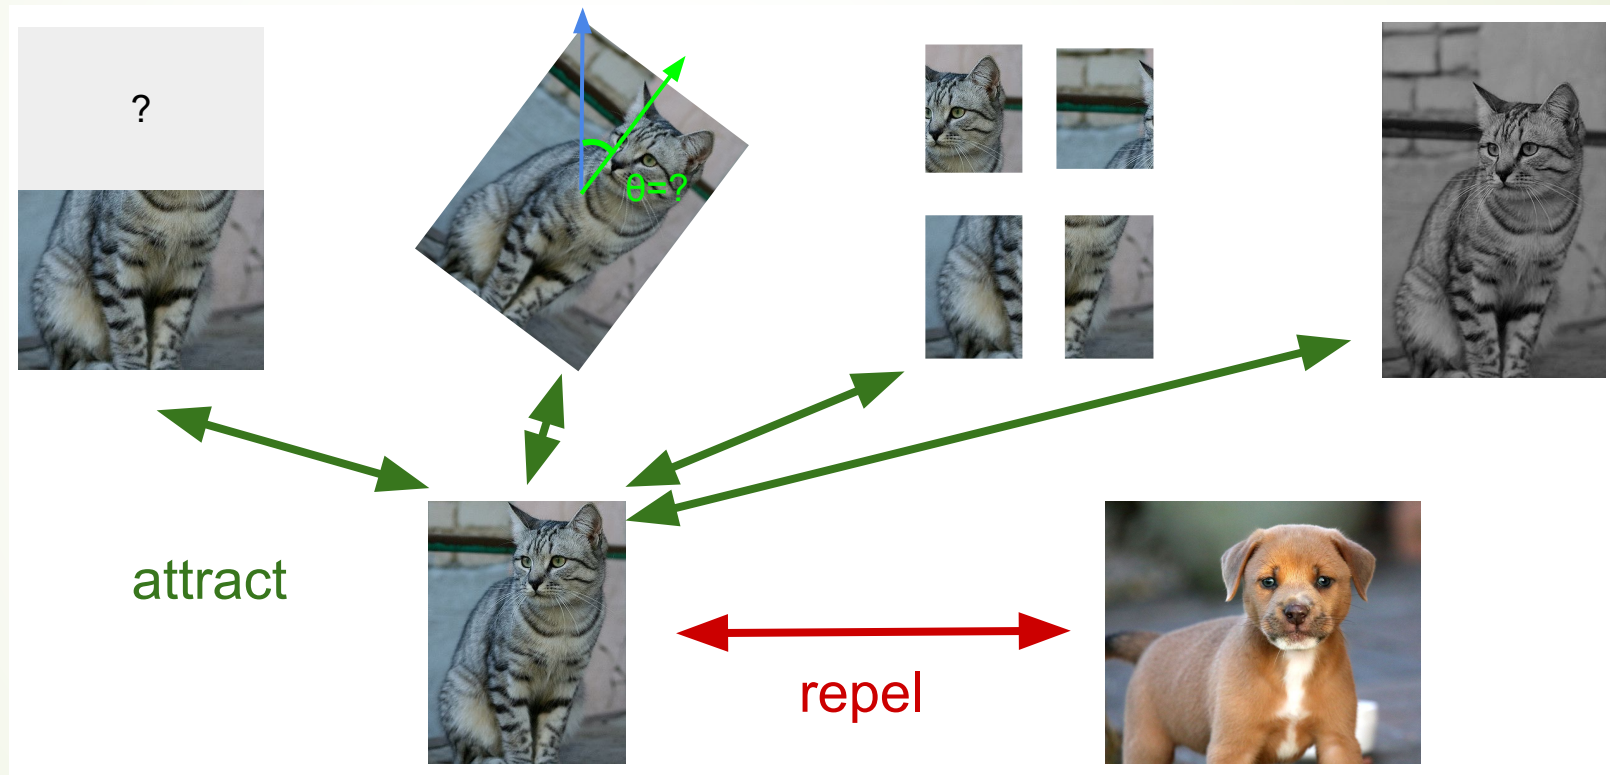 ?
θ=?
attract
repel